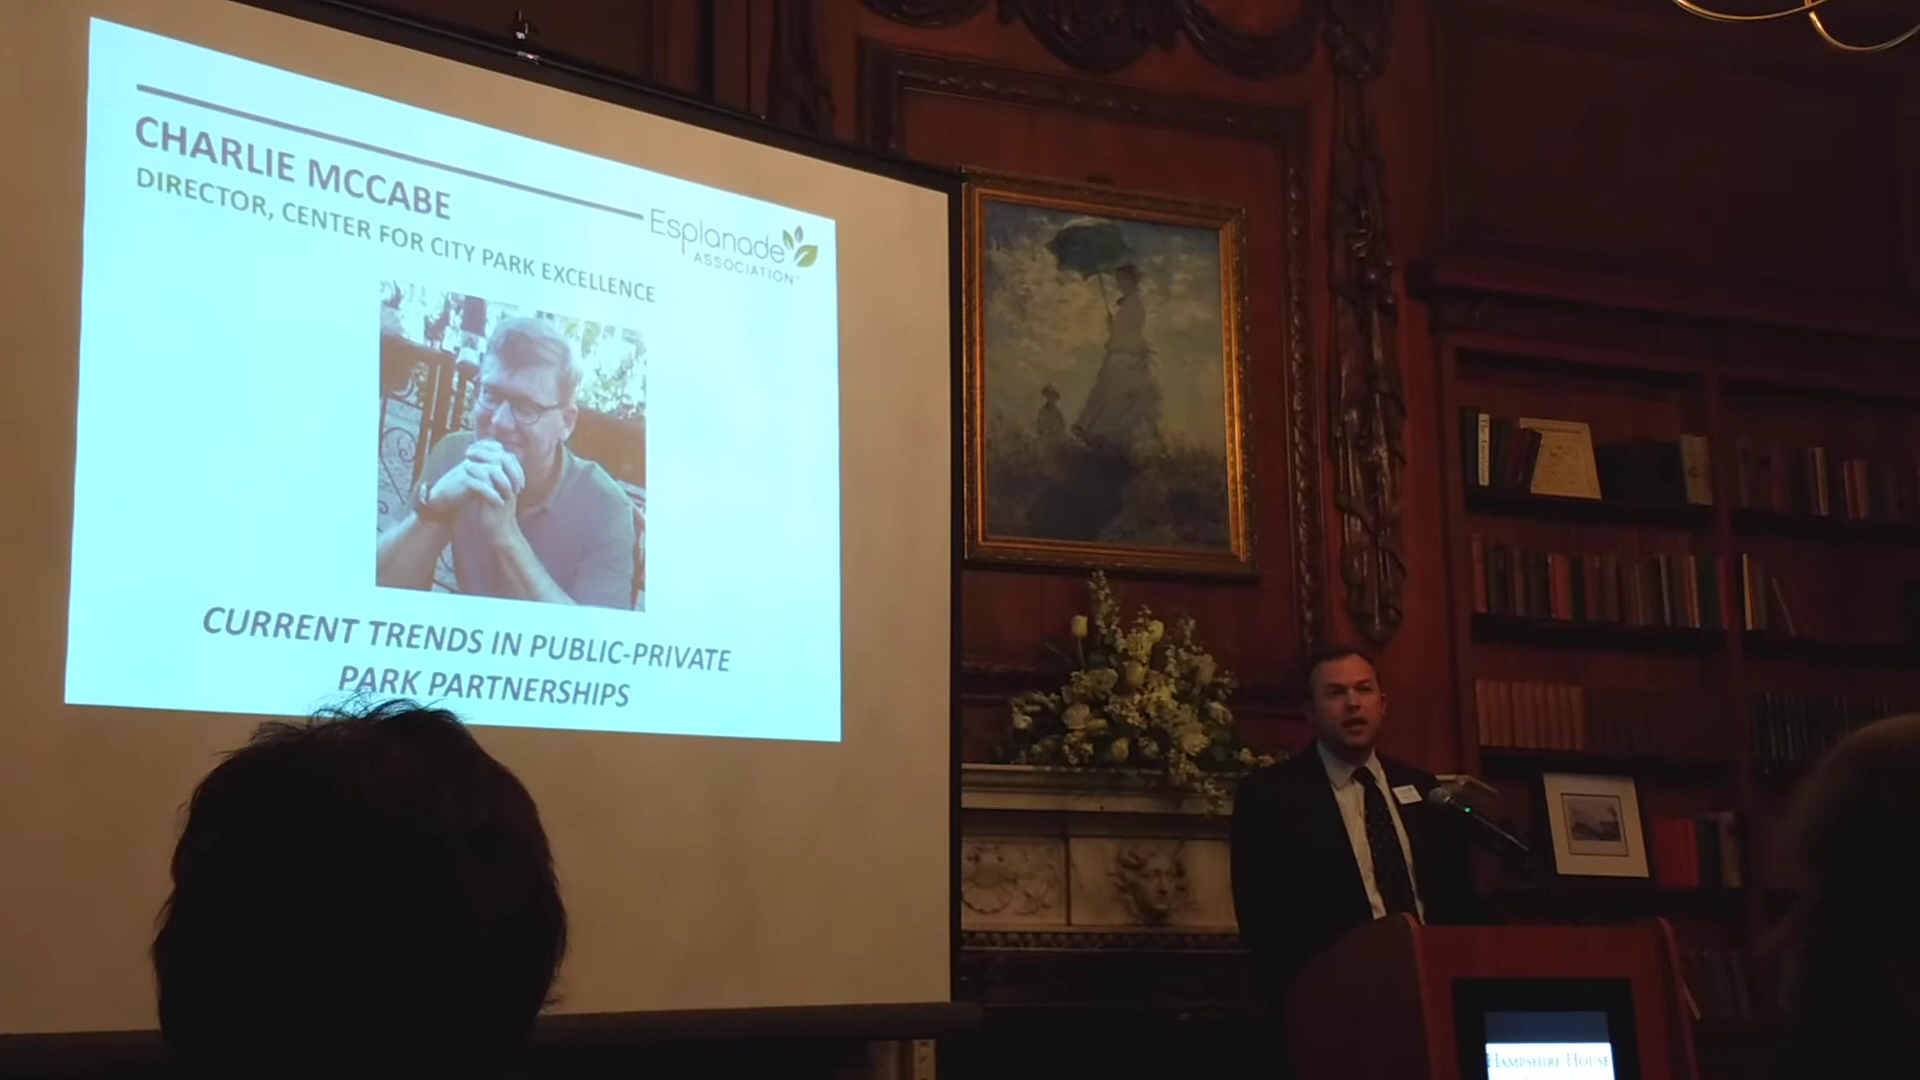 CHARLIE MCCABE
DIRECTOR, CENTER FOR CITY PARK EXCELLENCE
Esplanade
ASSOCIATION
CURRENT TRENDS IN PUBLIC-PRIVATE
PARK PARTNERSHIPS
HAMPSHIRE HOUSE